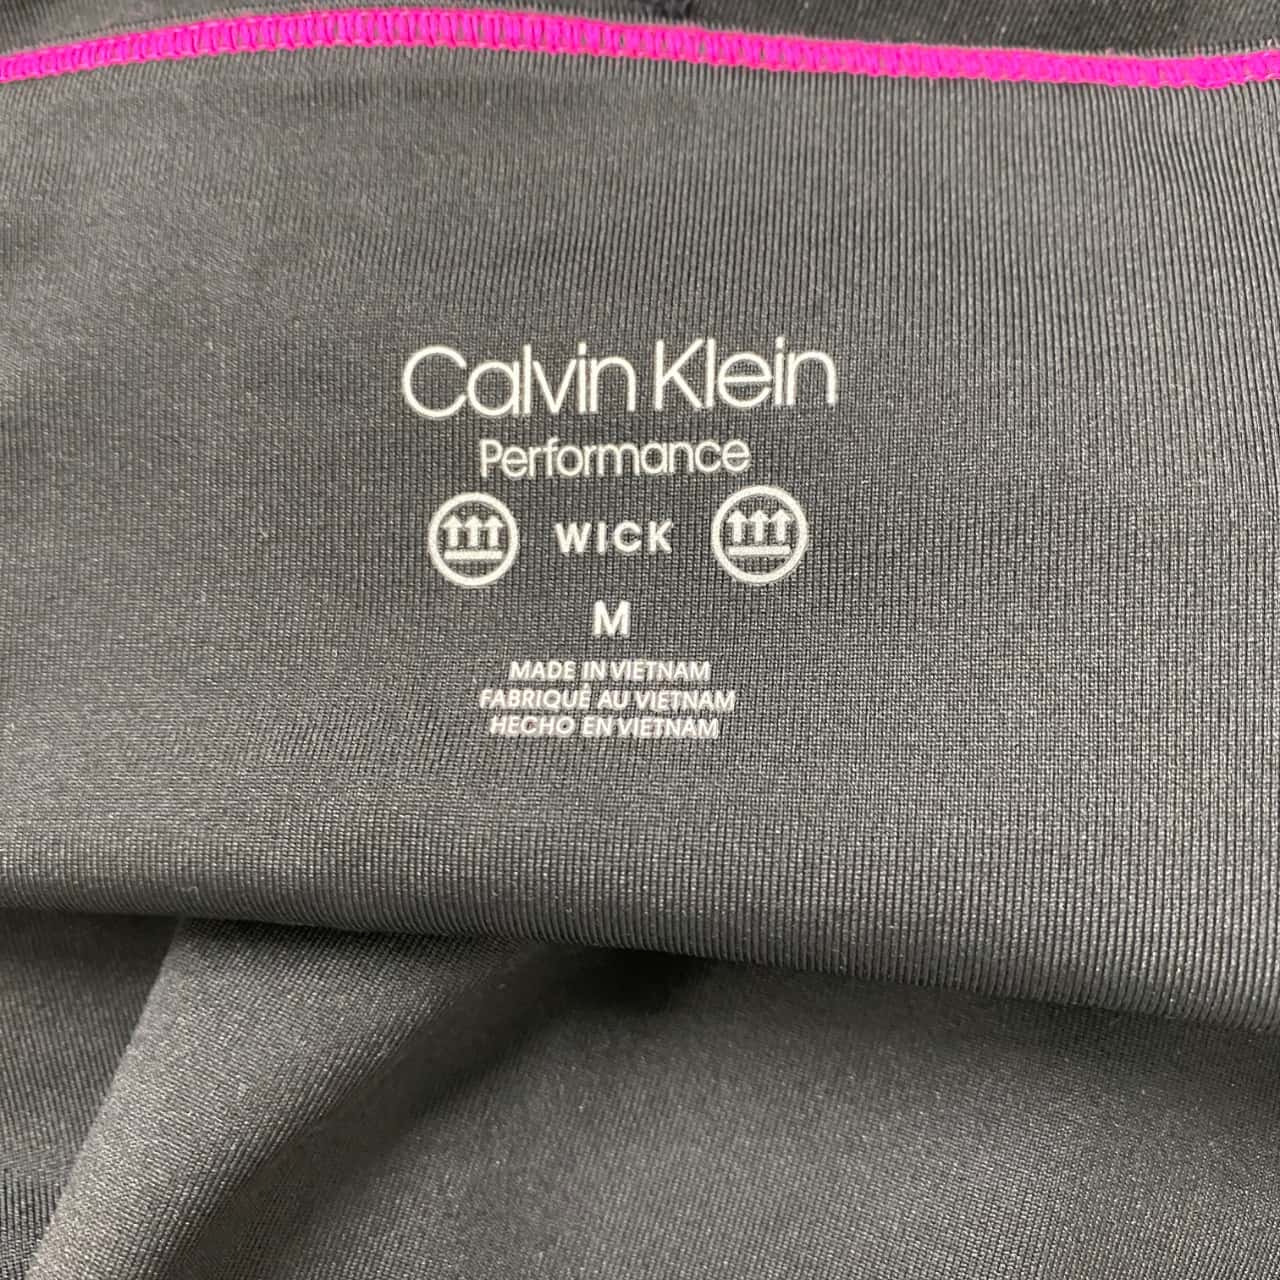 Calvin Klein
Performance
WICK
M
MADE IN VIETNAM
FABRIQUÉ AU VIETNAM
HECHO EN VIETNAM